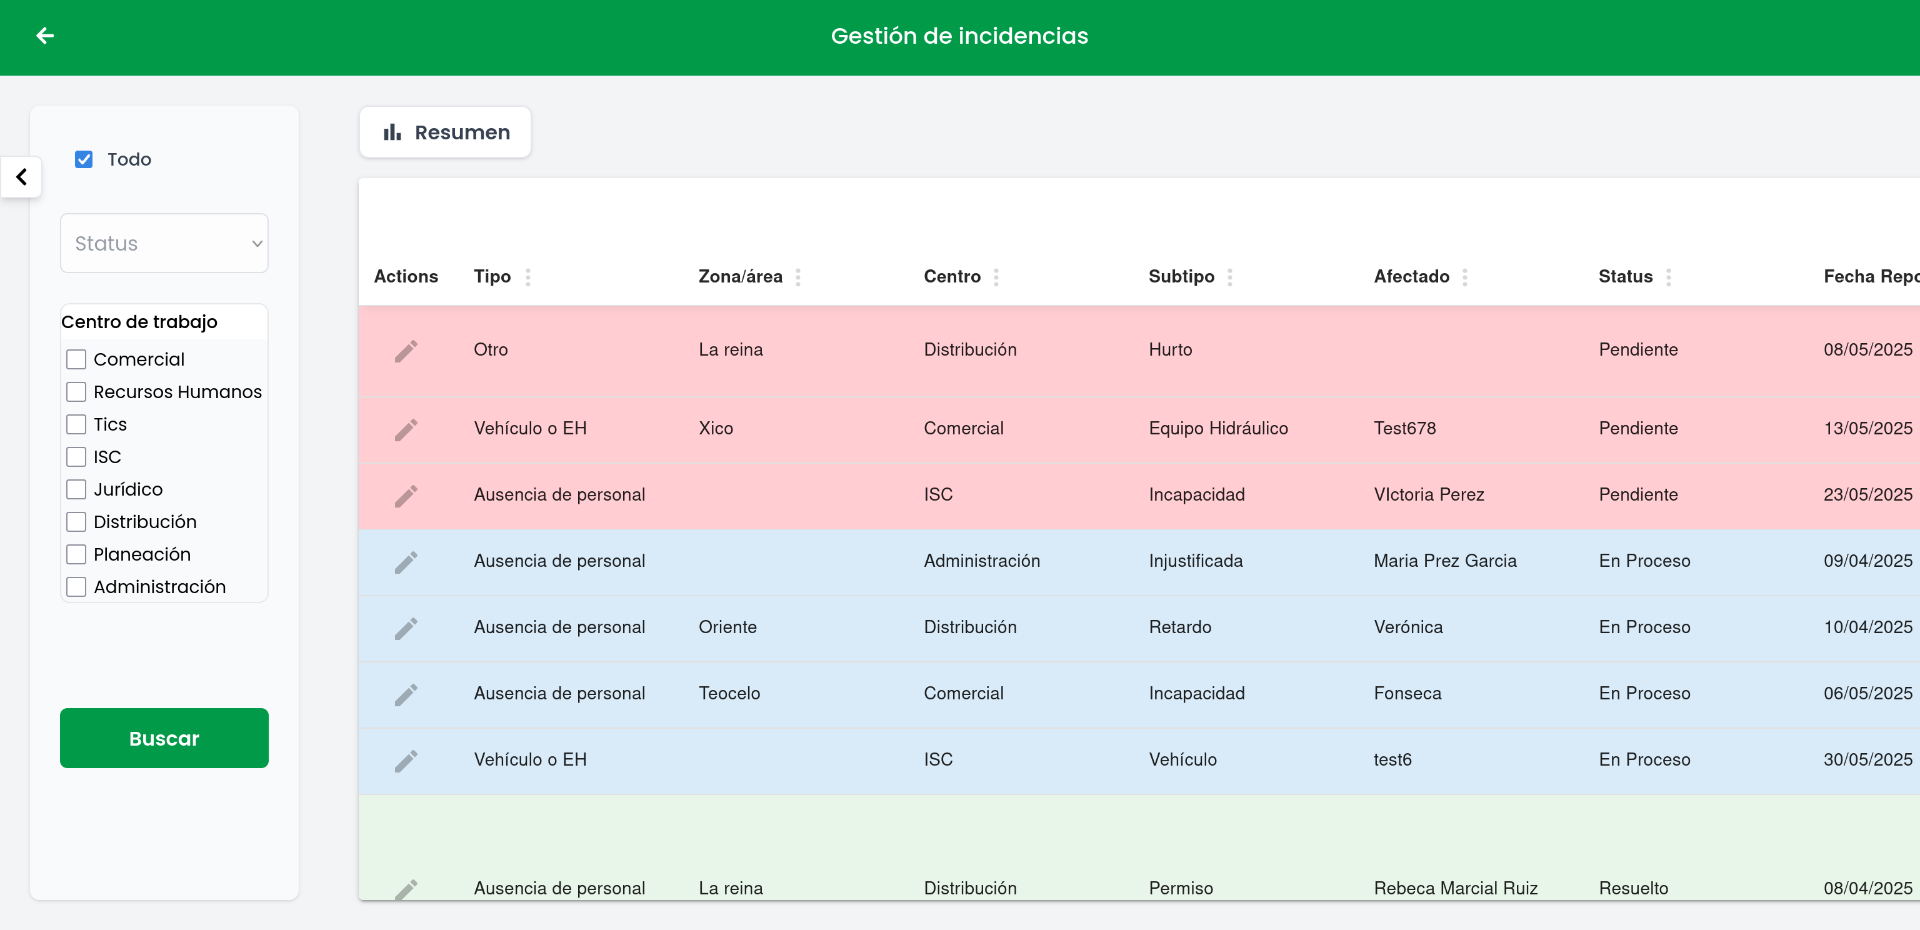 Gestión de incidencias
Todo
Status
Centro de trabajo
Comercial
Recursos Humanos
Tics
ISC
Jurídico
Distribución
Planeación
Administración
Buscar
Resumen
Actions Tipo Zona/área Centro Subtipo Afectado Status Fecha Repo
Otro La reina Distribución Hurto Pendiente 08/05/2025
Vehículo o EH Xico Comercial Equipo Hidráulico Test678 Pendiente 13/05/2025
Ausencia de personal ISC Incapacidad VIctoria Perez Pendiente 23/05/2025
Ausencia de personal Administración Injustificada Maria Prez Garcia En Proceso 09/04/2025
Ausencia de personal Oriente Distribución Retardo Verónica En Proceso 10/04/2025
Ausencia de personal Teocelo Comercial Incapacidad Fonseca En Proceso 06/05/2025
Vehículo o EH ISC Vehículo test6 En Proceso 30/05/2025
Ausencia de personal La reina Distribución Permiso Rebeca Marcial Ruiz Resuelto 08/04/2025